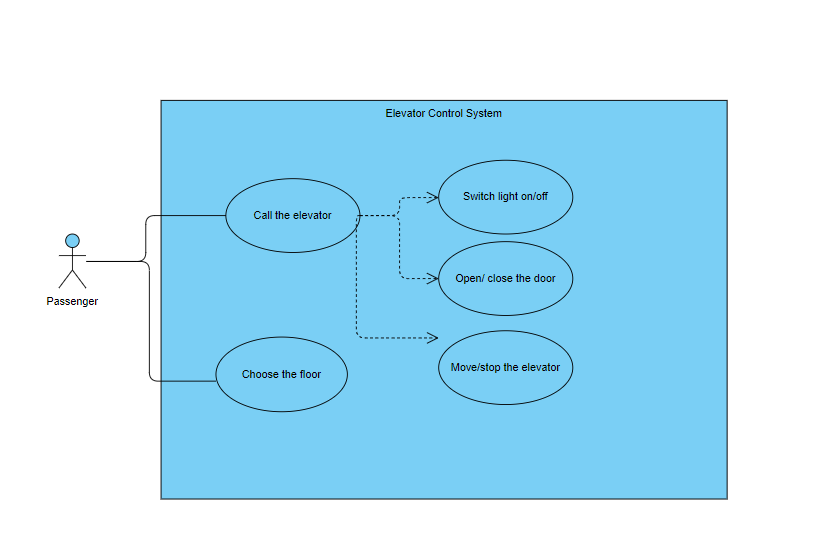 Elevator Control System
Switch light on/off
Call the elevator
Open/ close the door
Passenger
Move/stop the elevator
Choose the floor